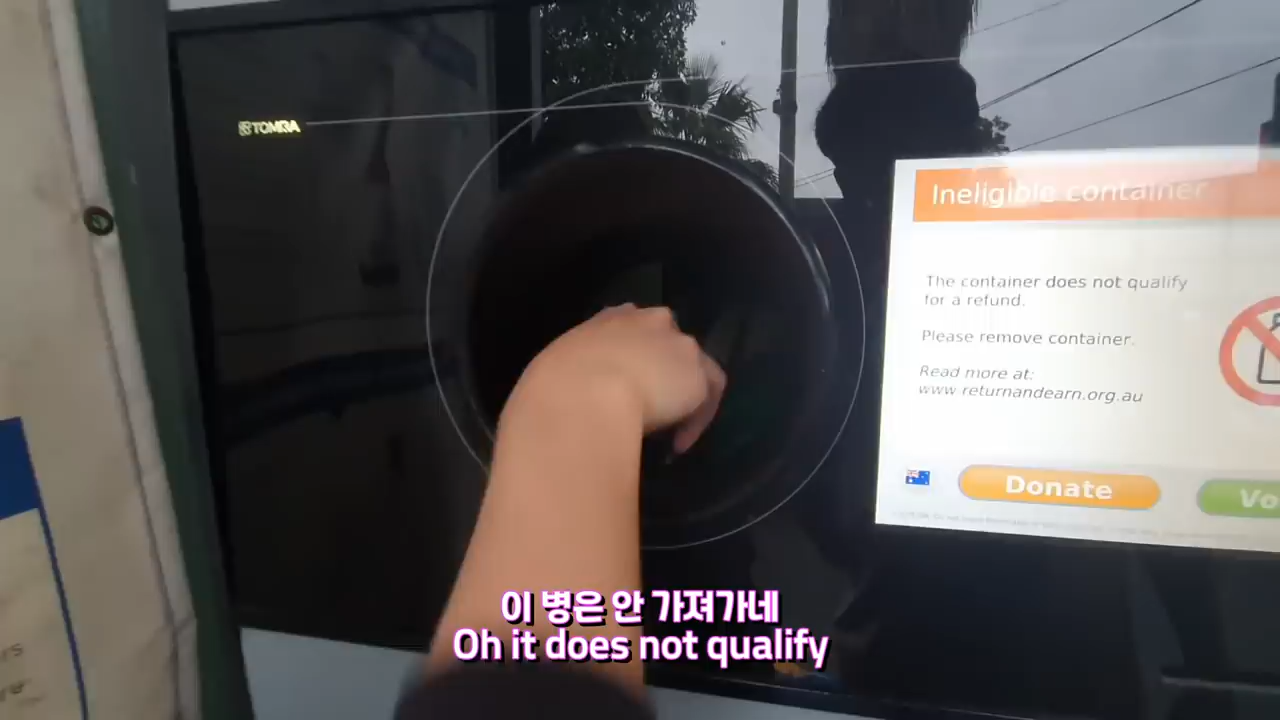 TOMRA
Ineligible container
The container does not qualify
for a refund.
Please remove container.
Read more at:
www.returnandearn.org.au
Donate
Vo
이 병은 안 가져가네
Oh it does not qualify